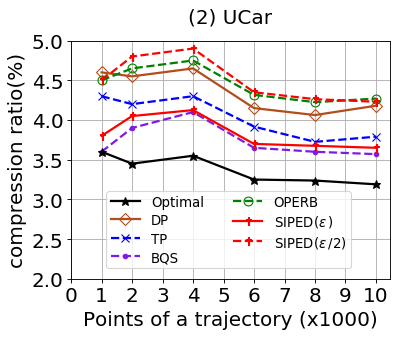 (2) UCar
compression ratio(%)
5.0
4.5
4.0
3.5
3.0
2.5
2.0
Optimal
DP
TP
BQS
OPERB
SIPED(ε)
SIPED(ε/2)
0 1 2 3 4 5 6 7 8 9 10
Points of a trajectory (x1000)